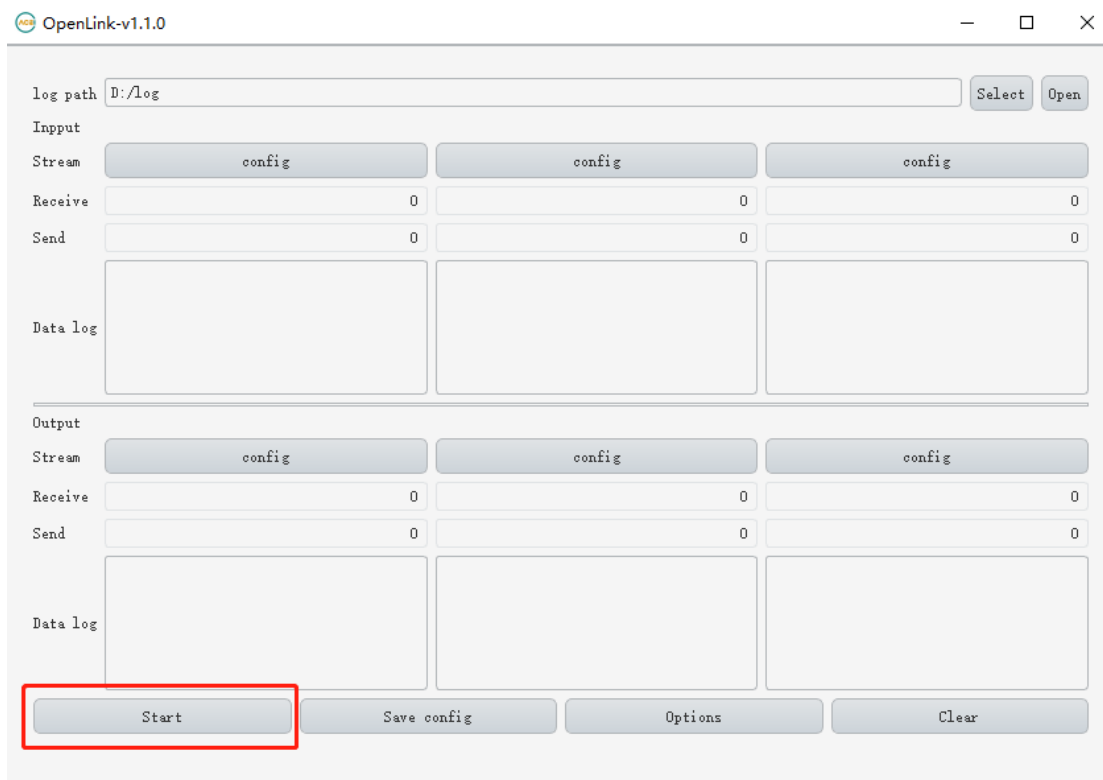 ACE OpenLink-v1.1.0
log path D:/log Select Open
Inpput
Stream config config config
Receive 0 0 0
Send 0 0 0
Data log
Output
Stream config config config
Receive 0 0 0
Send 0 0 0
Data log
Start Save config Options Clear